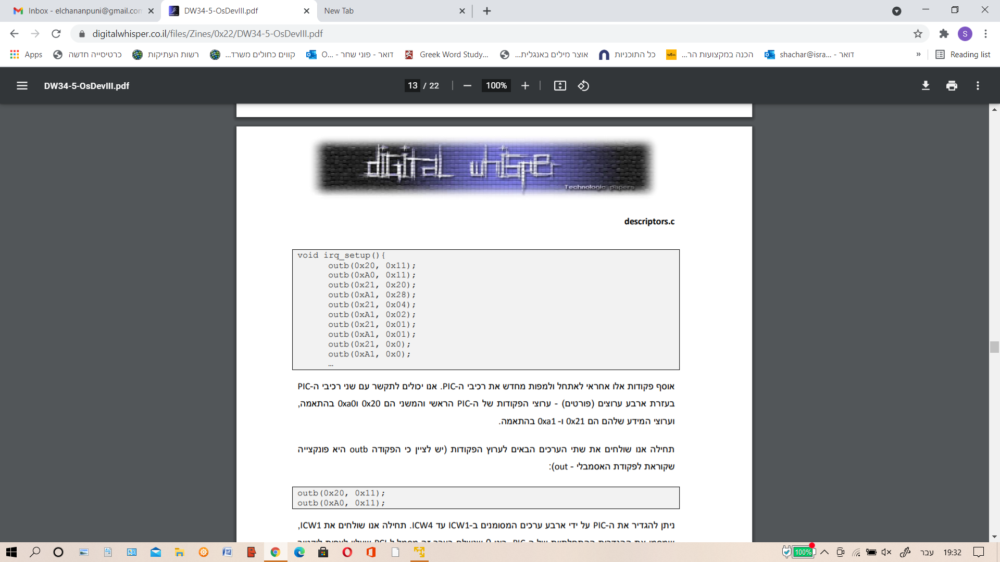 Inbox - elchananpuni@gmail.con
DW34-5-OsDevIII.pdf
New Tab
digitalwhisper.co.il/files/Zines/0x22/DW34-5-OsDevIII.pdf
S
Apps
כרטיסייה חדשה
רשות העתיקות
קווים כחולים משרד...
דואר - פוני שחר - O...
Greek Word Study...
אוצר מילים באנגלית...
כל התוכניות
הכנה במקצועות הר...
דואר - shachar@isra...
»
Reading list
DW34-5-OsDevIII.pdf
13 / 22
100%
digital whisper
Technologic papers
descriptors.c
void irq_setup(){
outb(0x20, 0x11);
outb(0xA0, 0x11);
outb(0x21, 0x20);
outb(0xA1, 0x28);
outb(0x21, 0x04);
outb(0xA1, 0x02);
outb(0x21, 0x01);
outb(0xA1, 0x01);
outb(0x21, 0x0);
outb(0xA1, 0x0);
…
אוסף פקודות אלו אחראי לאתחל ולמפות מחדש את רכיבי ה-PIC. אנו יכולים לתקשר עם שני רכיבי ה-PIC
בעזרת ארבע ערוצים (פורטים) - ערוצי הפקודות של ה-PIC הראשי והמשני הם 0x20 ו0xa0 בהתאמה,
וערוצי המידע שלהם הם 0x21 ו- 0xa1 בהתאמה.
תחילה אנו שולחים את שתי הערכים הבאים לערוץ הפקודות (יש לציין כי הפקודה outb היא פונקצייה
שקוראת לפקודת האסמבלי - out):
outb(0x20, 0x11);
outb(0xA0, 0x11);
ניתן להגדיר את ה-PIC על ידי ארבע ערכים המסומנים ב-ICW1 עד ICW4. תחילה אנו שולחים את ICW1,
100%
עבר
19:32